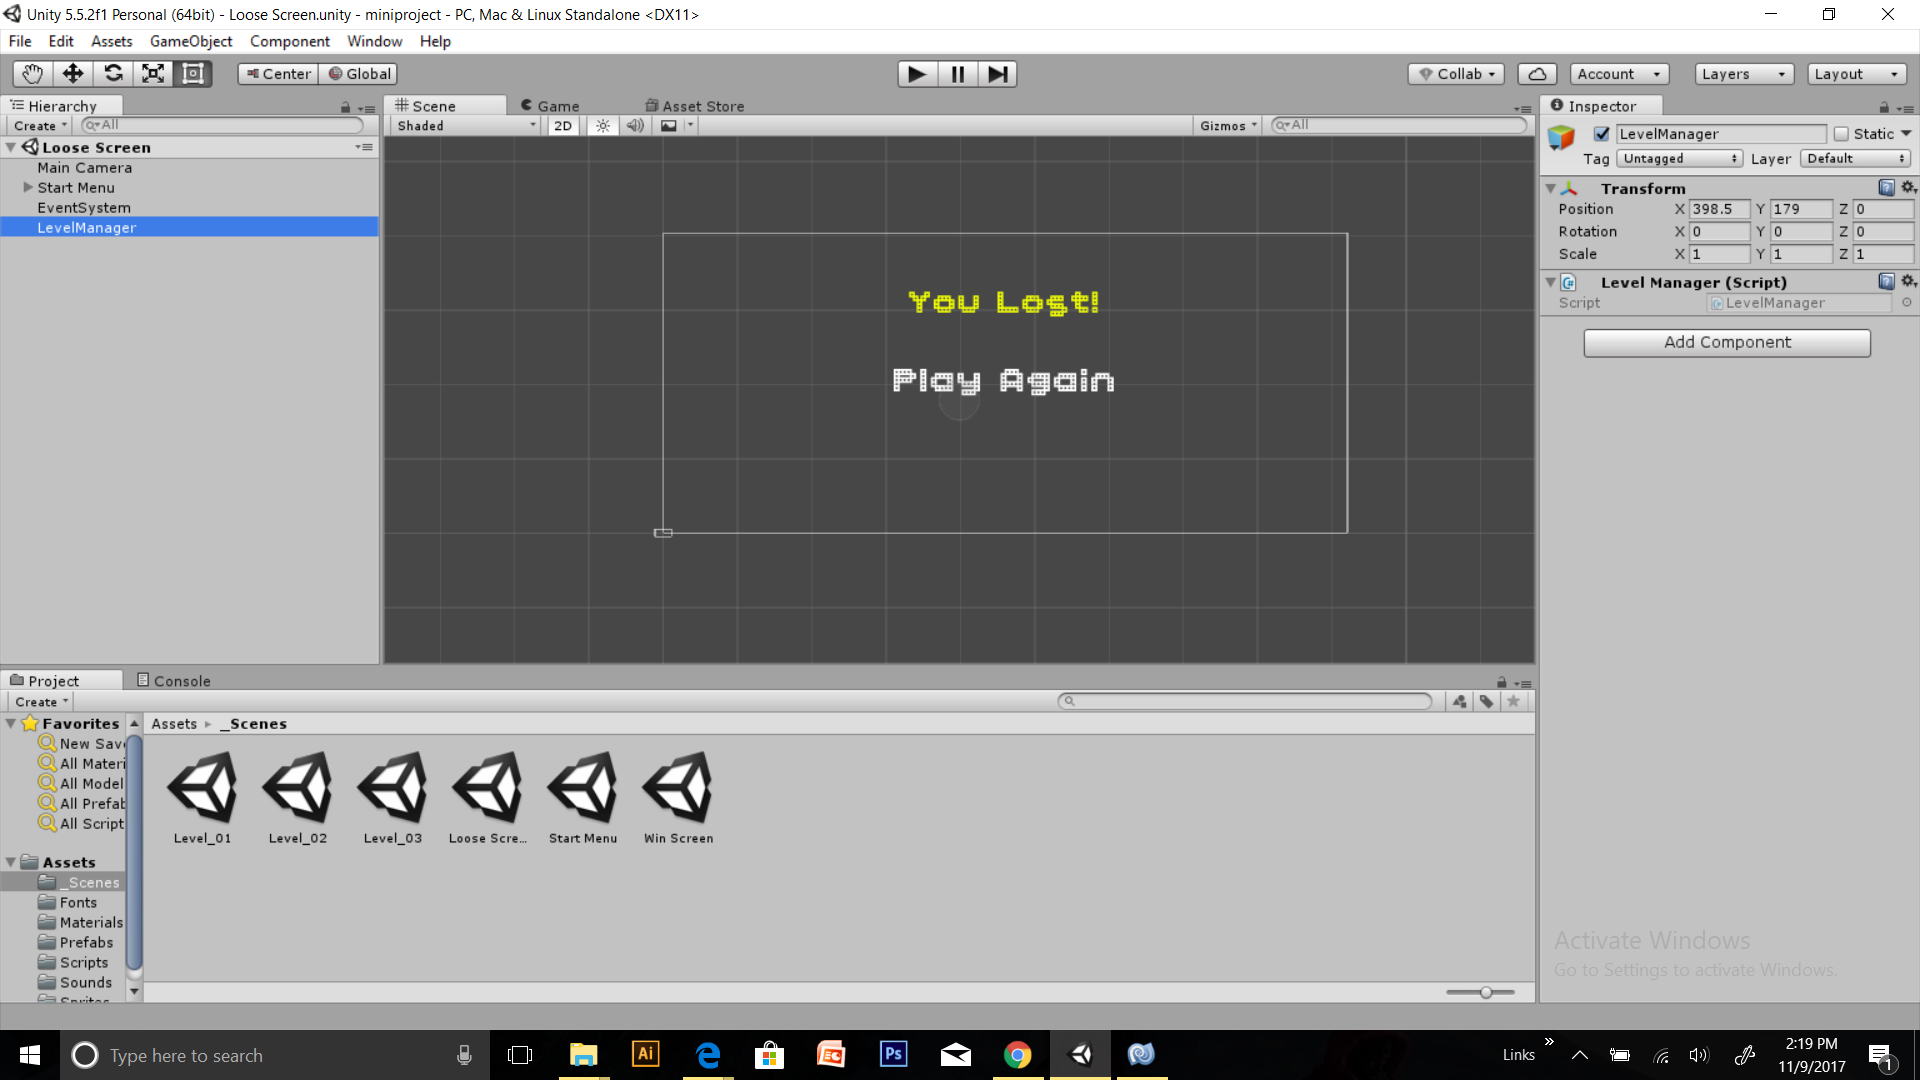 Unity 5.5.2f1 Personal (64bit) - Loose Screen.unity - miniproject - PC, Mac & Linux Standalone <DX11>
File Edit Assets GameObject Component Window Help
Center Global Collab Account Layers Layout
Hierarchy
Create All
Loose Screen
Main Camera
Start Menu
EventSystem
LevelManager
Scene Game Asset Store
Shaded 2D Gizmos All
You Lost!
Play Again
Inspector
LevelManager Static
Tag Untagged Layer Default
Transform
Position X 398.5 Y 179 Z 0
Rotation X 0 Y 0 Z 0
Scale X 1 Y 1 Z 1
Level Manager (Script)
Script LevelManager
Add Component
Project Console
Create
Favorites
New Save
All Materi
All Model
All Prefab
All Script
Assets
_Scenes
Fonts
Materials
Prefabs
Scripts
Sounds
Sprites
Assets _Scenes
Level_01 Level_02 Level_03 Loose Scre... Start Menu Win Screen
Activate Windows
Go to Settings to activate Windows.
Type here to search
Ai
Ps
Links
2:19 PM
11/9/2017
1